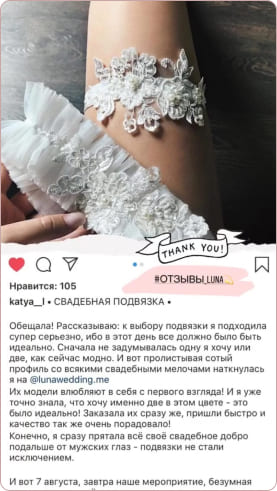 THANK YOU!
#ОТЗЫВЫ_LUNA
Нравится: 105
katya__l • СВАДЕБНАЯ ПОДВЯЗКА •
Обещала! Рассказываю: к выбору подвязки я подходила
супер серьезно, ибо в этот день все должно было быть
идеально. Сначала не задумывалась одну я хочу или
две, как сейчас модно. И вот пролистывая сотый
профиль со всякими свадебными мелочами наткнулась
я на @lunawedding.me
Их модели влюбляют в себя с первого взгляда! И я уже
точно знала, что хочу именно две в этом цвете - это
было идеально! Заказала их сразу же, пришли быстро и
качество так же очень порадовало!
Конечно, я сразу прятала всё своё свадебное добро
подальше от мужских глаз - подвязки не стали
исключением.
И вот 7 августа, завтра наше мероприятие, безумная